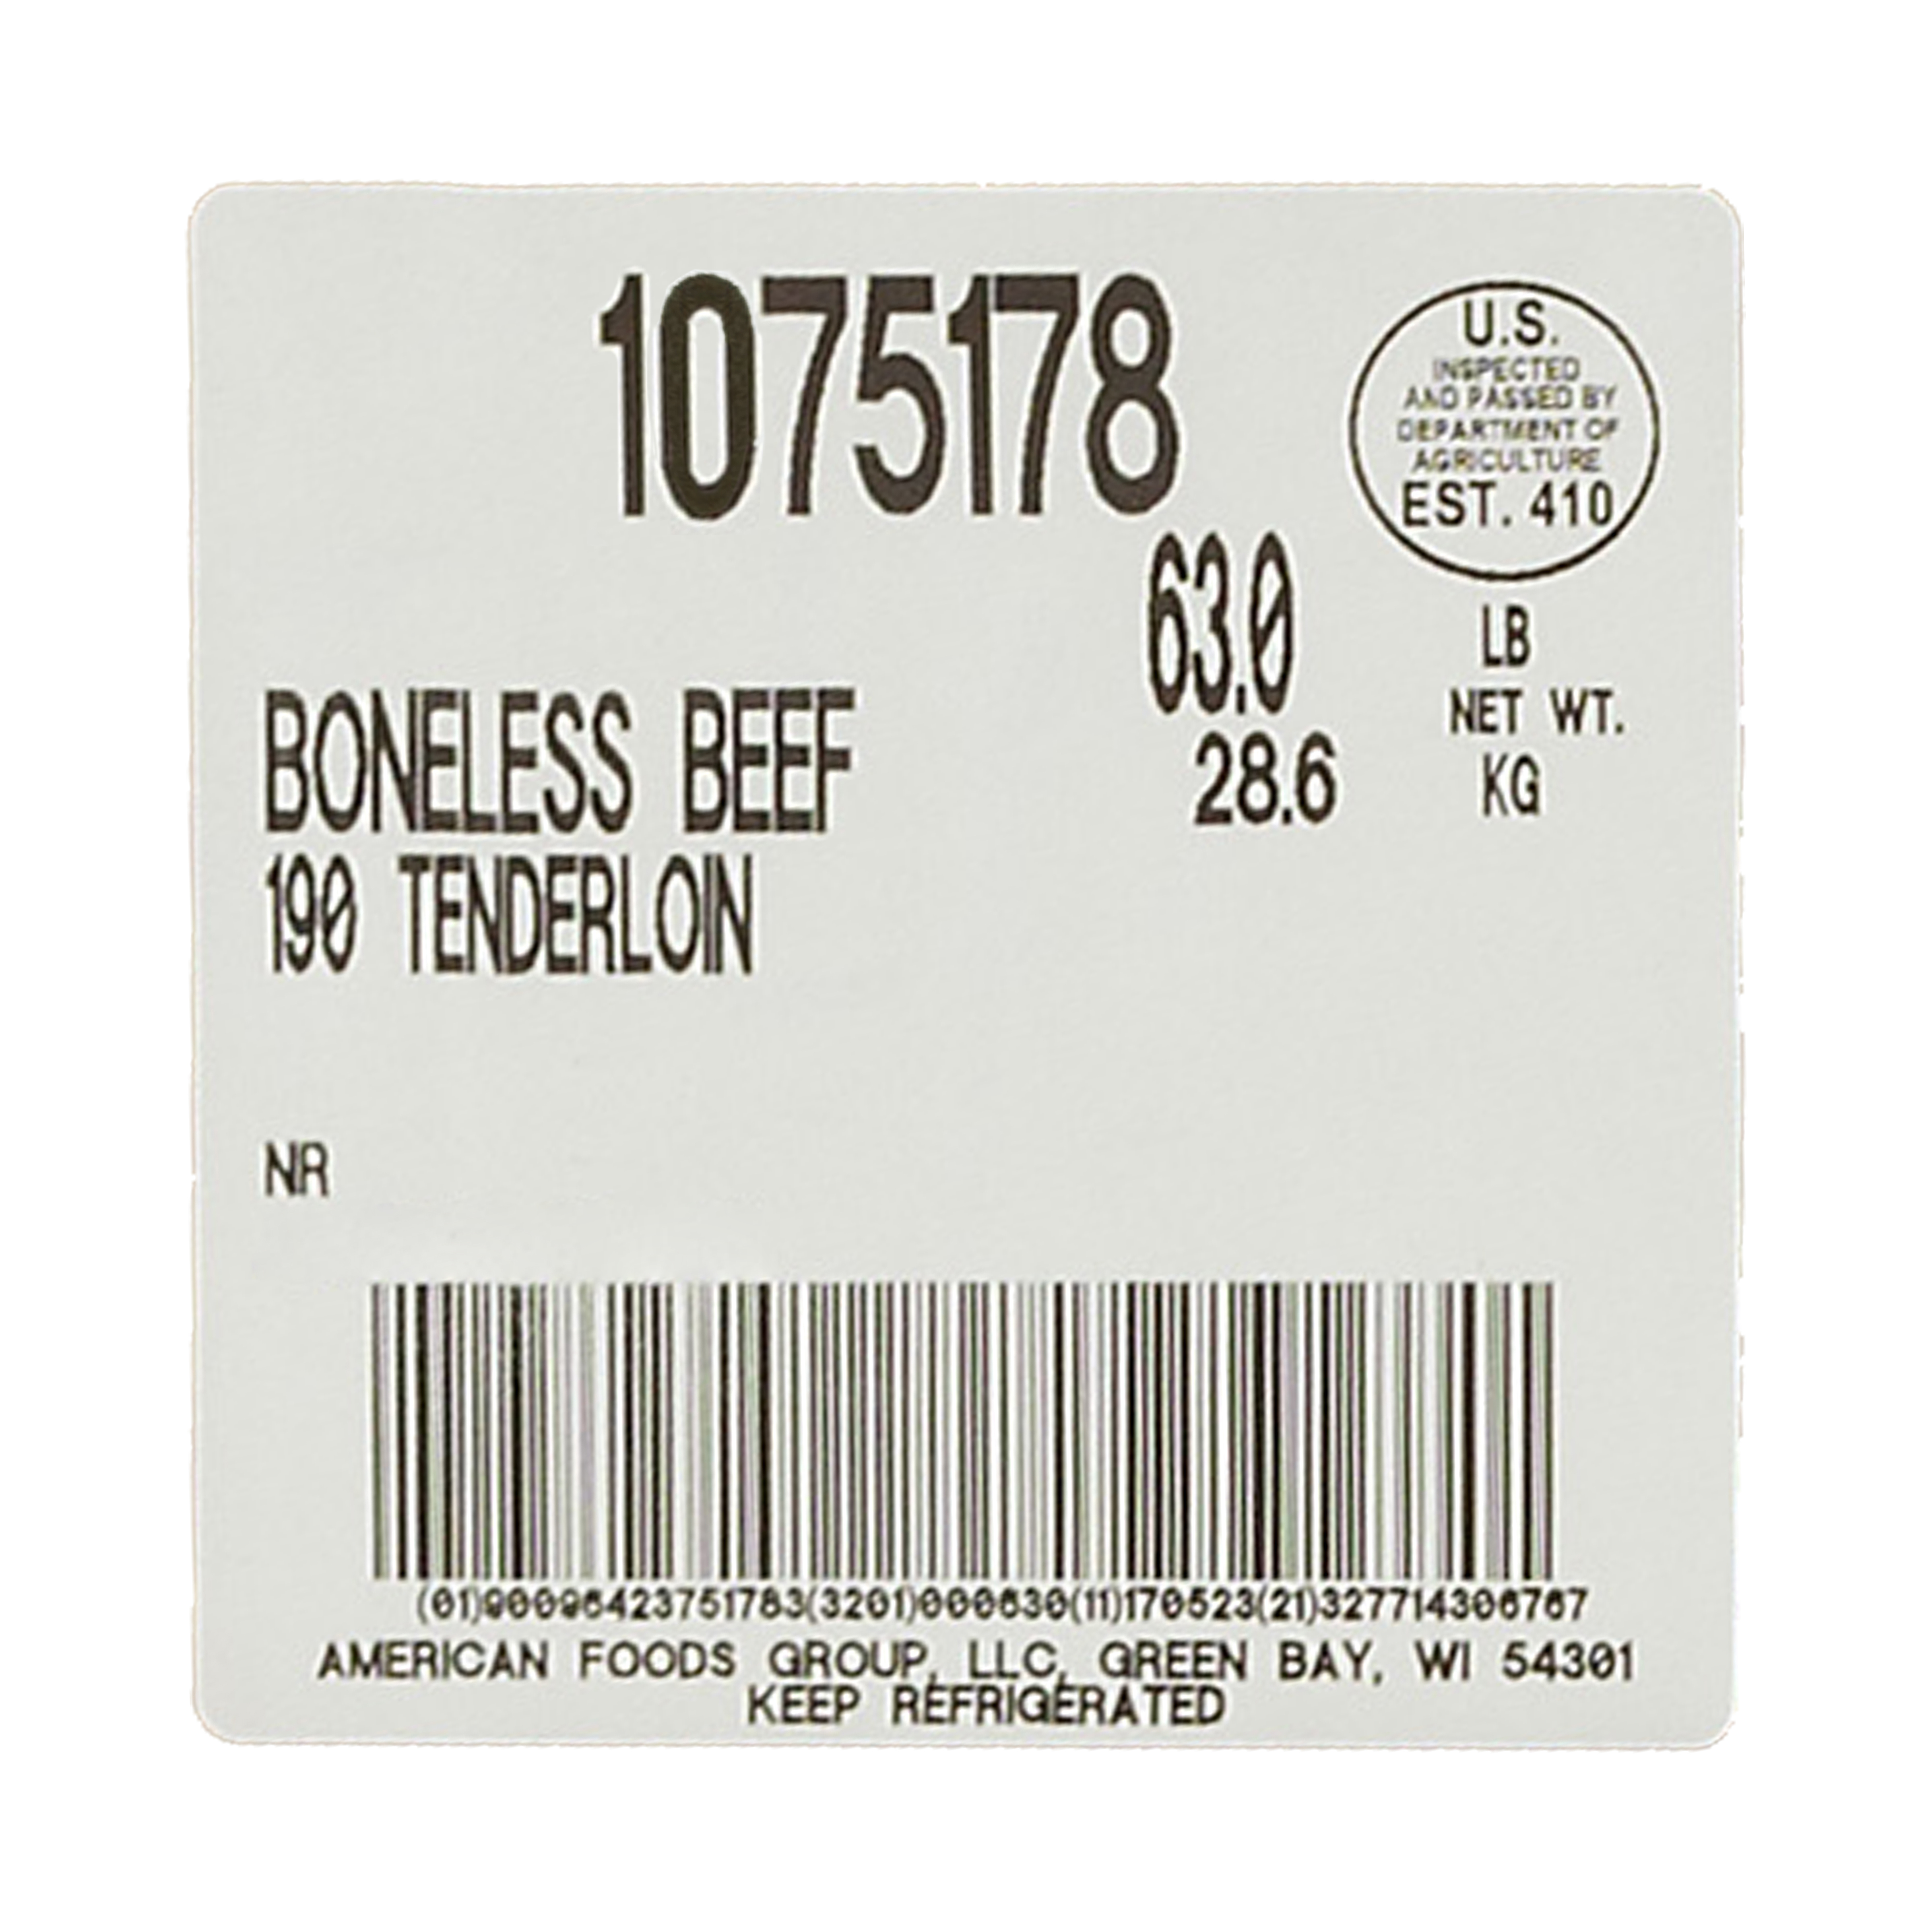 1075178
U.S.
INSPECTED
AND PASSED BY
DEPARTMENT OF
AGRICULTURE
EST. 410
63.0 LB
NET WT.
28.6 KG
BONELESS BEEF
190 TENDERLOIN
NR
(01)90096423751783(3201)000630(11)170523(21)327714306767
AMERICAN FOODS GROUP, LLC, GREEN BAY, WI 54301
KEEP REFRIGERATED